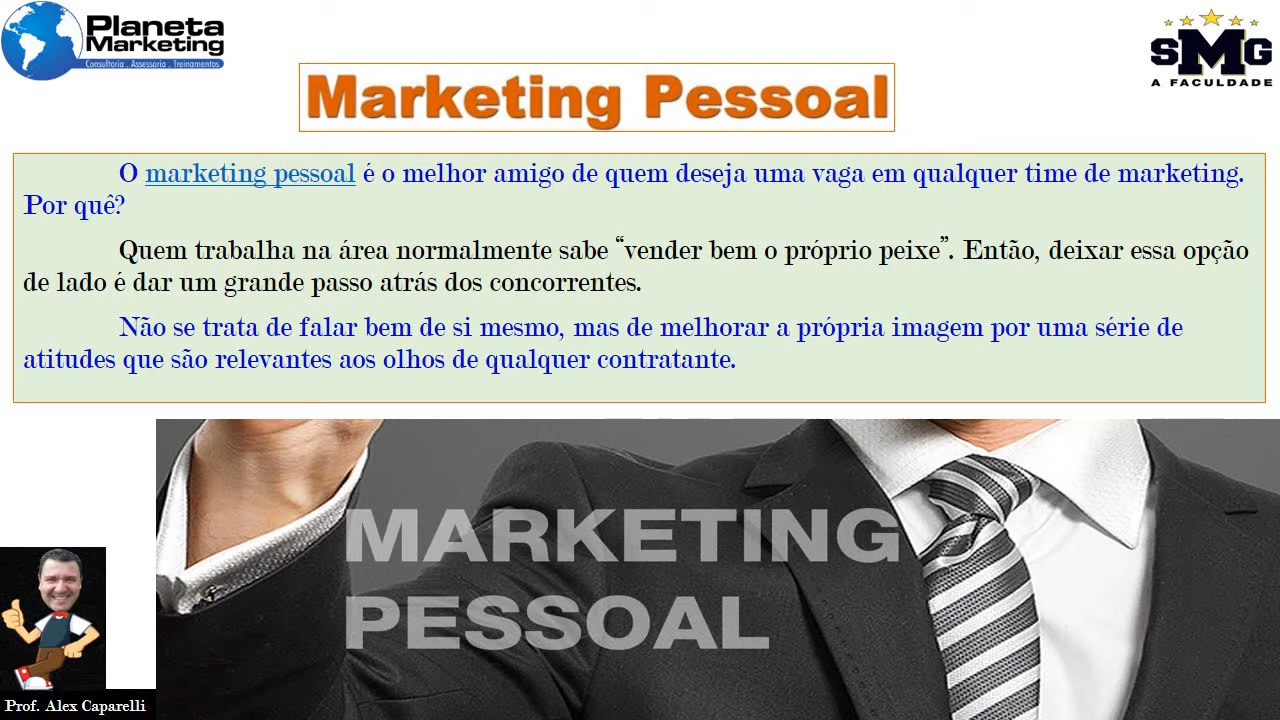 Planeta
Marketing
Consultoria . Assessoria . Treinamentos
SMG
A FACULDADE
Marketing Pessoal
O marketing pessoal é o melhor amigo de quem deseja uma vaga em qualquer time de marketing.
Por quê?
Quem trabalha na área normalmente sabe “vender bem o próprio peixe”. Então, deixar essa opção
de lado é dar um grande passo atrás dos concorrentes.
Não se trata de falar bem de si mesmo, mas de melhorar a própria imagem por uma série de
atitudes que são relevantes aos olhos de qualquer contratante.
MARKETING
PESSOAL
Prof. Alex Caparelli